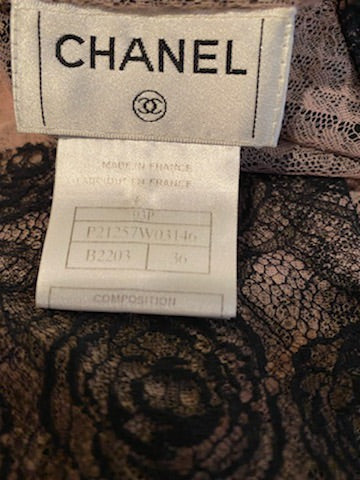 CHANEL
MADE IN FRANCE
FABRIQUE EN FRANCE
03P
P21257W03146
B2203 36
COMPOSITION